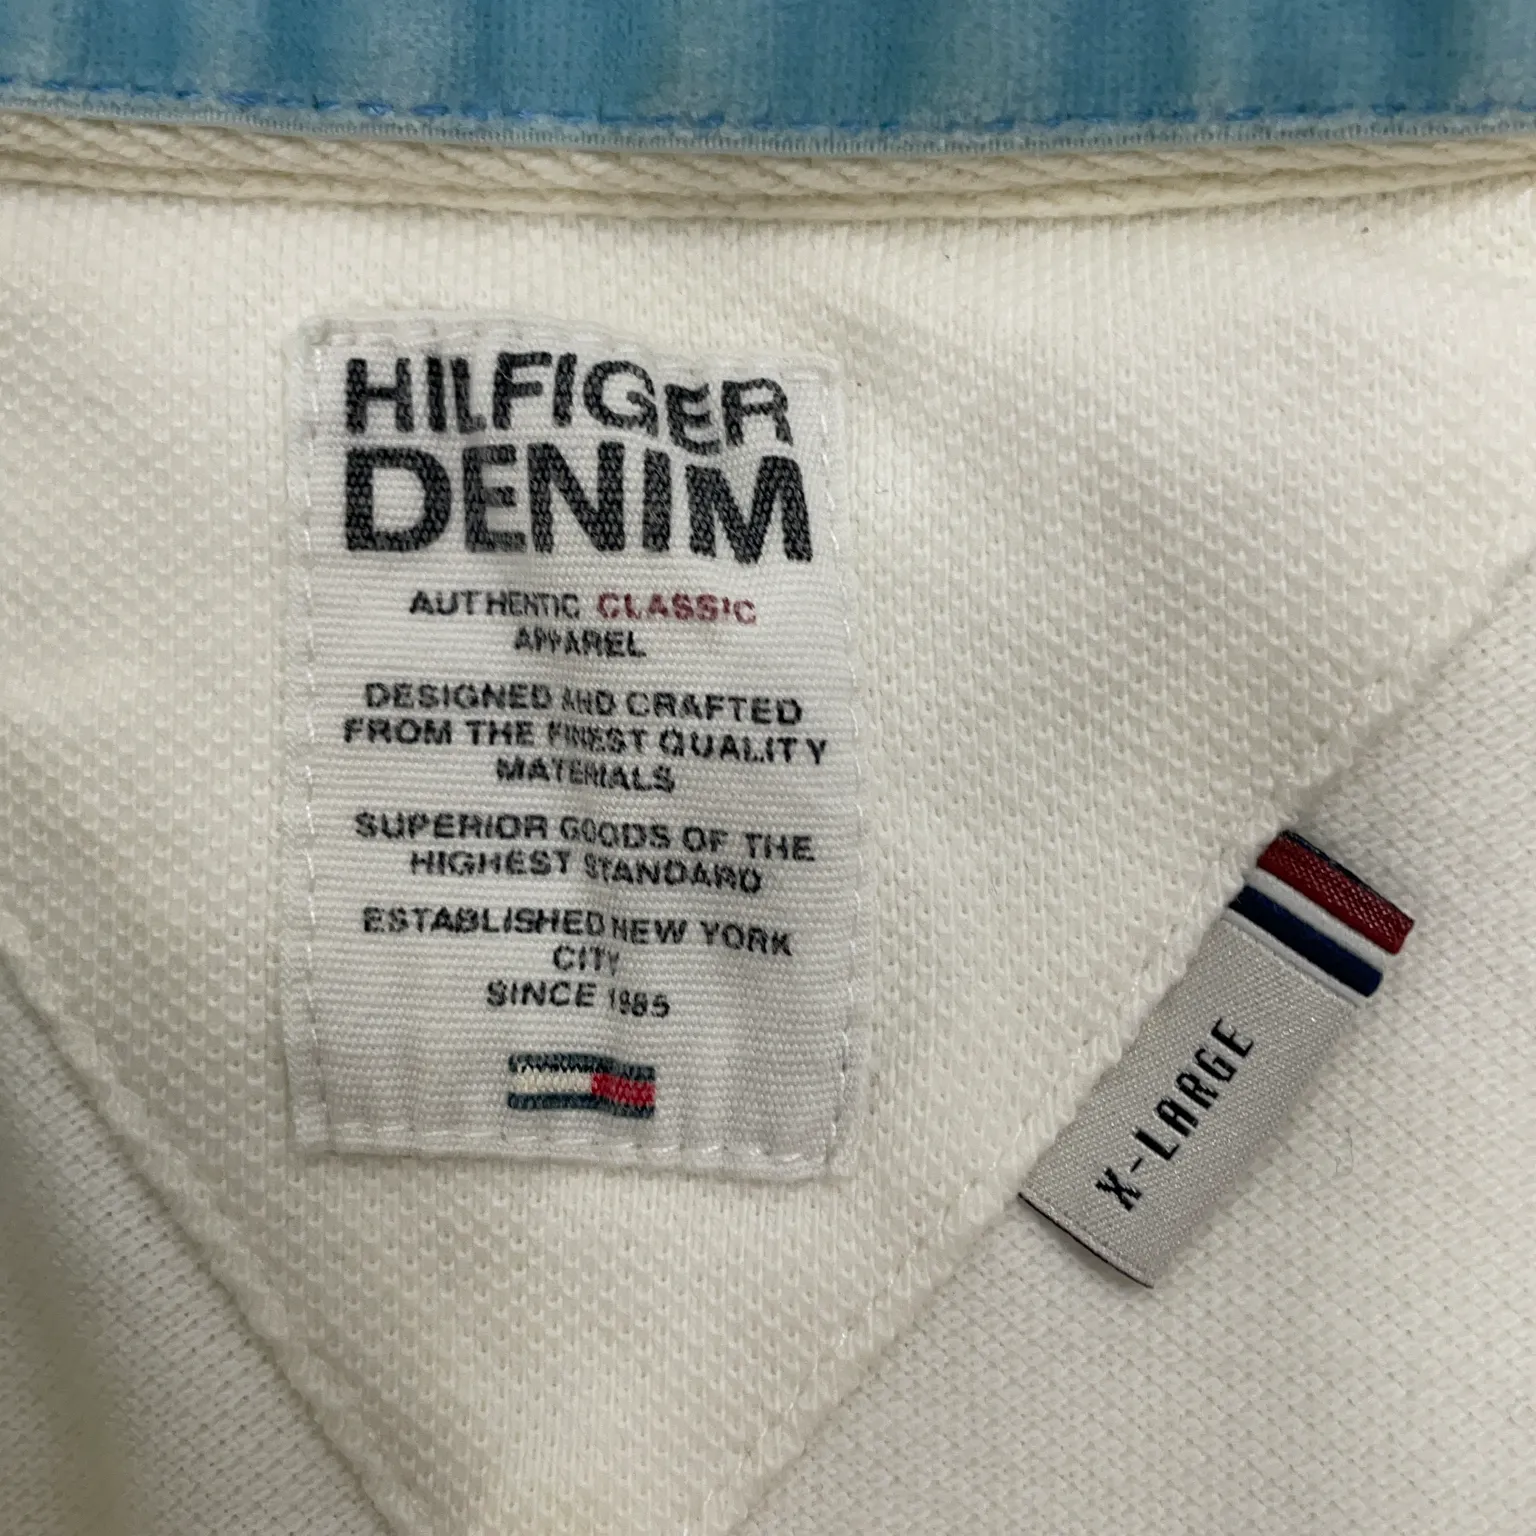 HILFIGER
DENIM
AUTHENTIC CLASSIC
APPAREL
DESIGNED AND CRAFTED
FROM THE FINEST QUALITY
MATERIALS
SUPERIOR GOODS OF THE
HIGHEST STANDARD
ESTABLISHED NEW YORK
CITY
SINCE 1985
X-LARGE